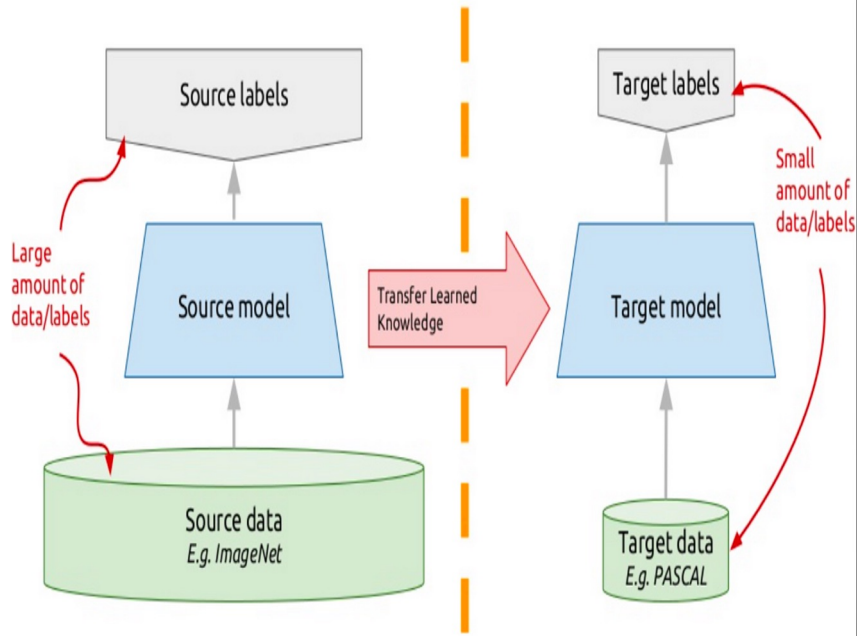 Source labels
Large
amount of
data/labels
Source model
Source data
E.g. ImageNet
Transfer Learned
Knowledge
Target labels
Small
amount of
data/labels
Target model
Target data
E.g. PASCAL